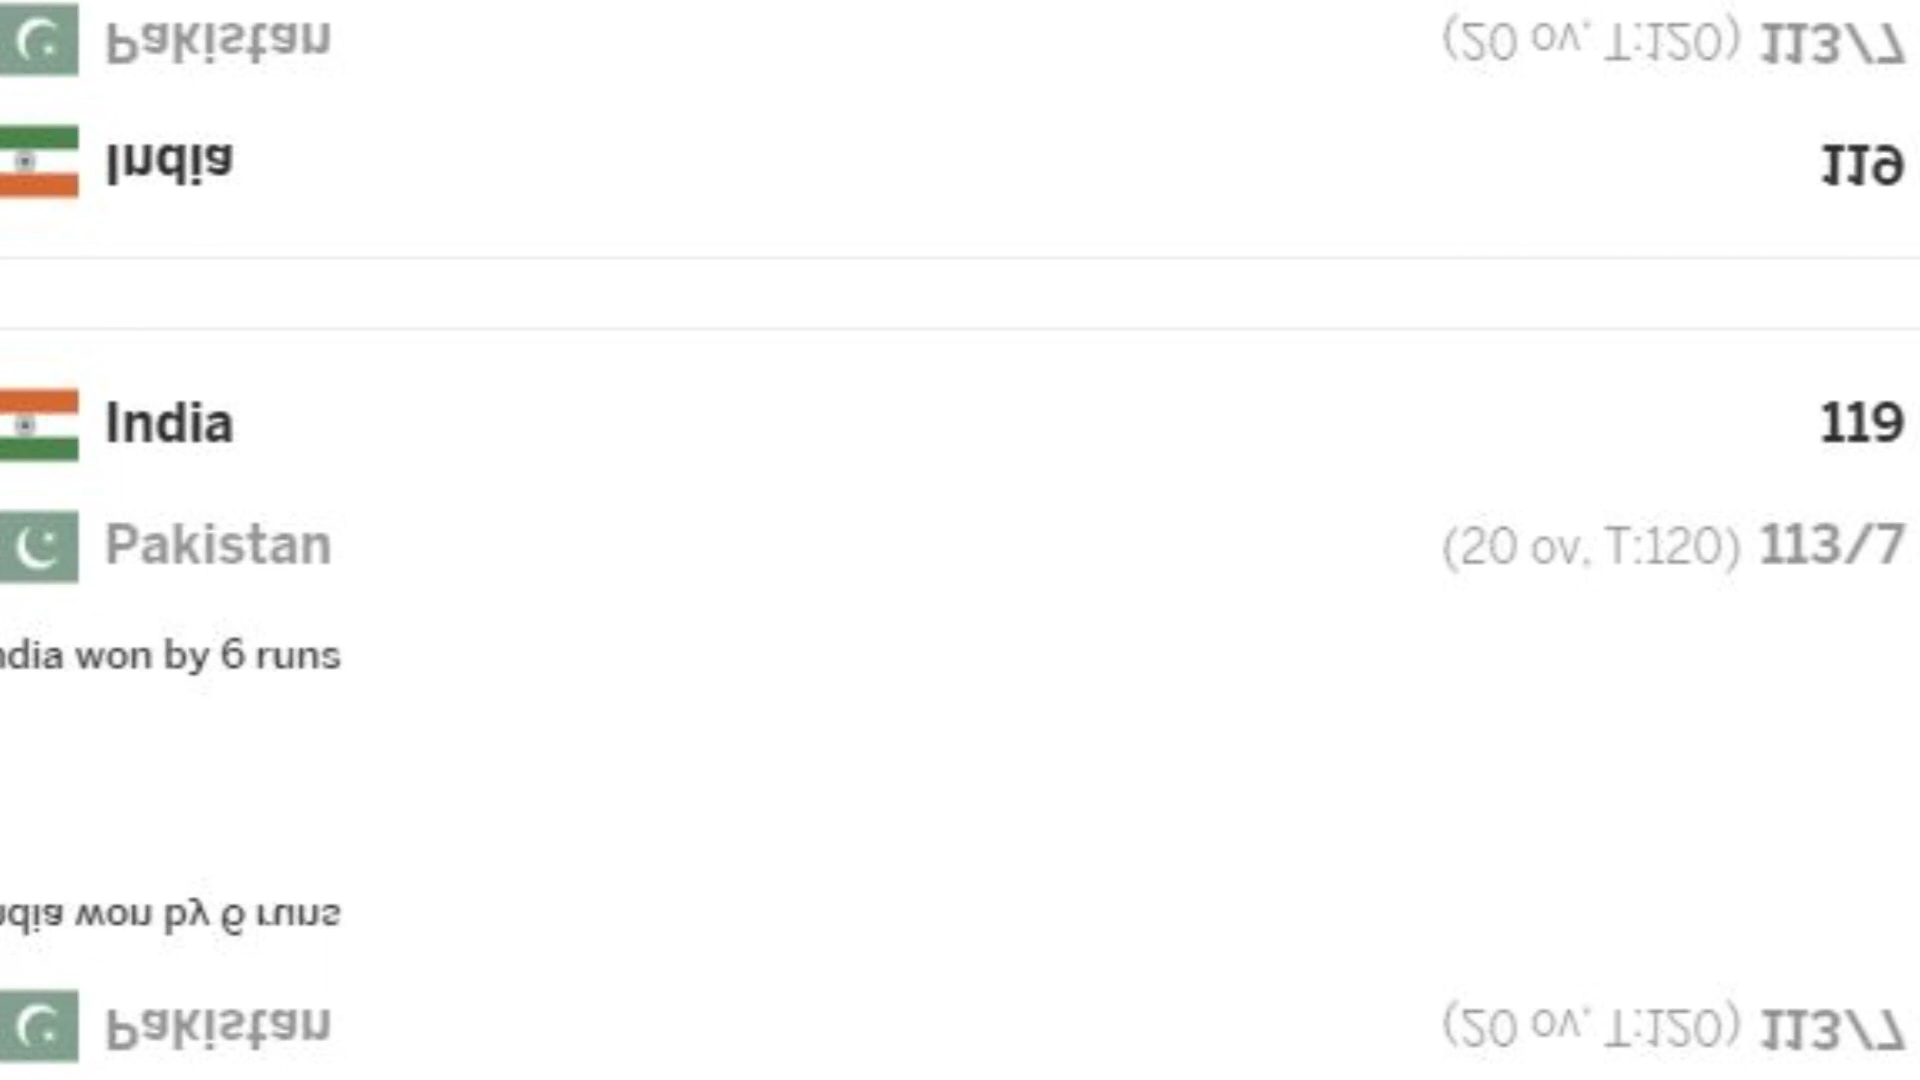 Pakistan (20 ov, T:120) 113/7
India 119
India 119
Pakistan (20 ov, T:120) 113/7
ndia won by 6 runs
ndia won by 6 runs
Pakistan (20 ov, T:120) 113/7